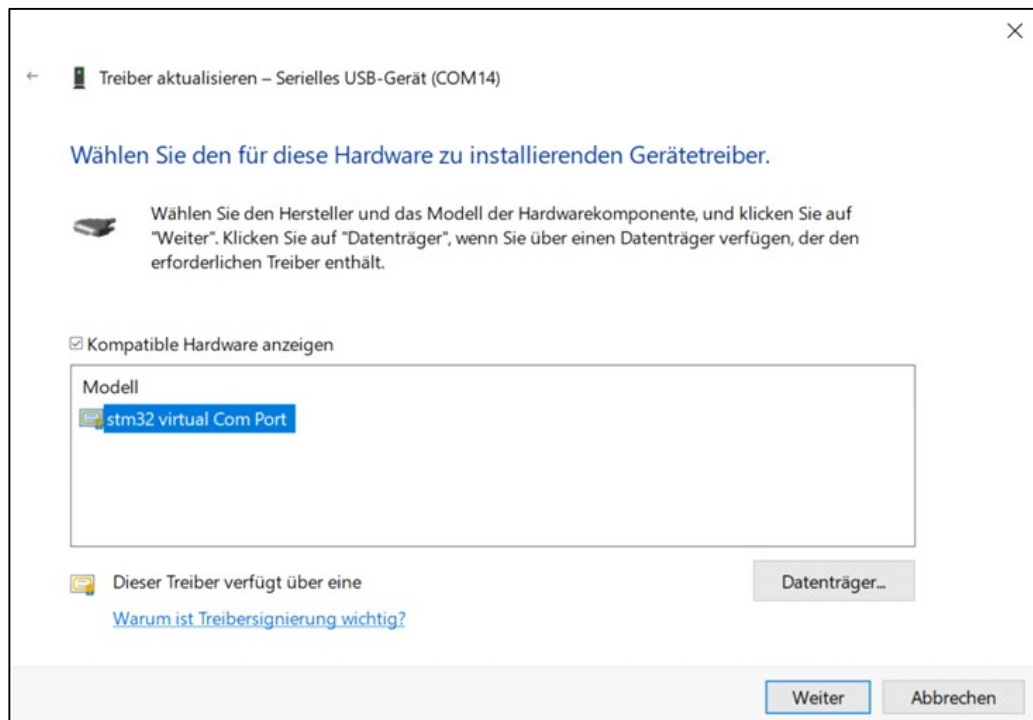 Treiber aktualisieren – Serielles USB-Gerät (COM14)
Wählen Sie den für diese Hardware zu installierenden Gerätetreiber.
Wählen Sie den Hersteller und das Modell der Hardwarekomponente, und klicken Sie auf
"Weiter". Klicken Sie auf "Datenträger", wenn Sie über einen Datenträger verfügen, der den
erforderlichen Treiber enthält.
Kompatible Hardware anzeigen
Modell
stm32 virtual Com Port
Dieser Treiber verfügt über eine
Datenträger...
Warum ist Treibersignierung wichtig?
Weiter
Abbrechen